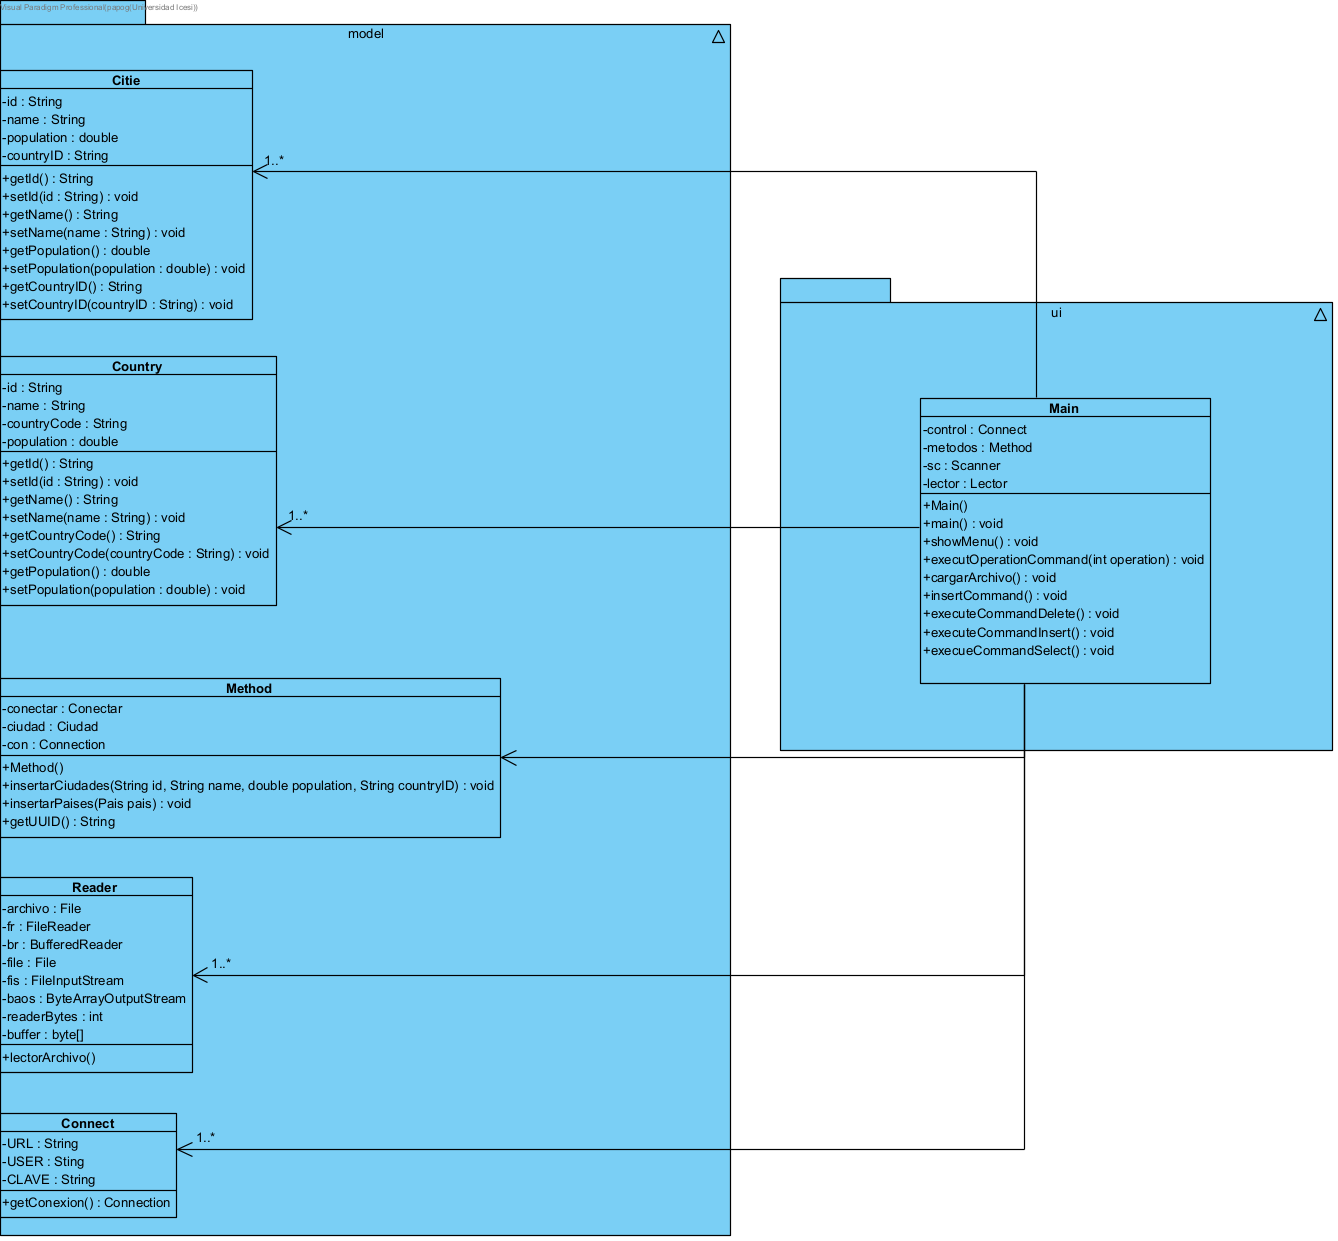 Visual Paradigm Professional(papog(Universidad Icesi))
model
Citie
-id : String
-name : String
-population : double
-countryID : String
1..*
+getId() : String
+setId(id : String) : void
+getName() : String
+setName(name : String) : void
+getPopulation() : double
+setPopulation(population : double) : void
+getCountryID() : String
+setCountryID(countryID : String) : void
Country
-id : String
-name : String
-countryCode : String
-population : double
+getId() : String
+setId(id : String) : void
+getName() : String
+setName(name : String) : void
+getCountryCode() : String
+setCountryCode(countryCode : String) : void
+getPopulation() : double
+setPopulation(population : double) : void
1..*
Method
-conectar : Conectar
-ciudad : Ciudad
-con : Connection
+Method()
+insertarCiudades(String id, String name, double population, String countryID) : void
+insertarPaises(Pais pais) : void
+getUUID() : String
Reader
-archivo : File
-fr : FileReader
-br : BufferedReader
-file : File
-fis : FileInputStream
-baos : ByteArrayOutputStream
-readerBytes : int
-buffer : byte[]
+lectorArchivo()
1..*
Connect
-URL : String
-USER : Sting
-CLAVE : String
+getConexion() : Connection
1..*
ui
Main
-control : Connect
-metodos : Method
-sc : Scanner
-lector : Lector
+Main()
+main() : void
+showMenu() : void
+executOperationCommand(int operation) : void
+cargarArchivo() : void
+insertCommand() : void
+executeCommandDelete() : void
+executeCommandInsert() : void
+execueCommandSelect() : void